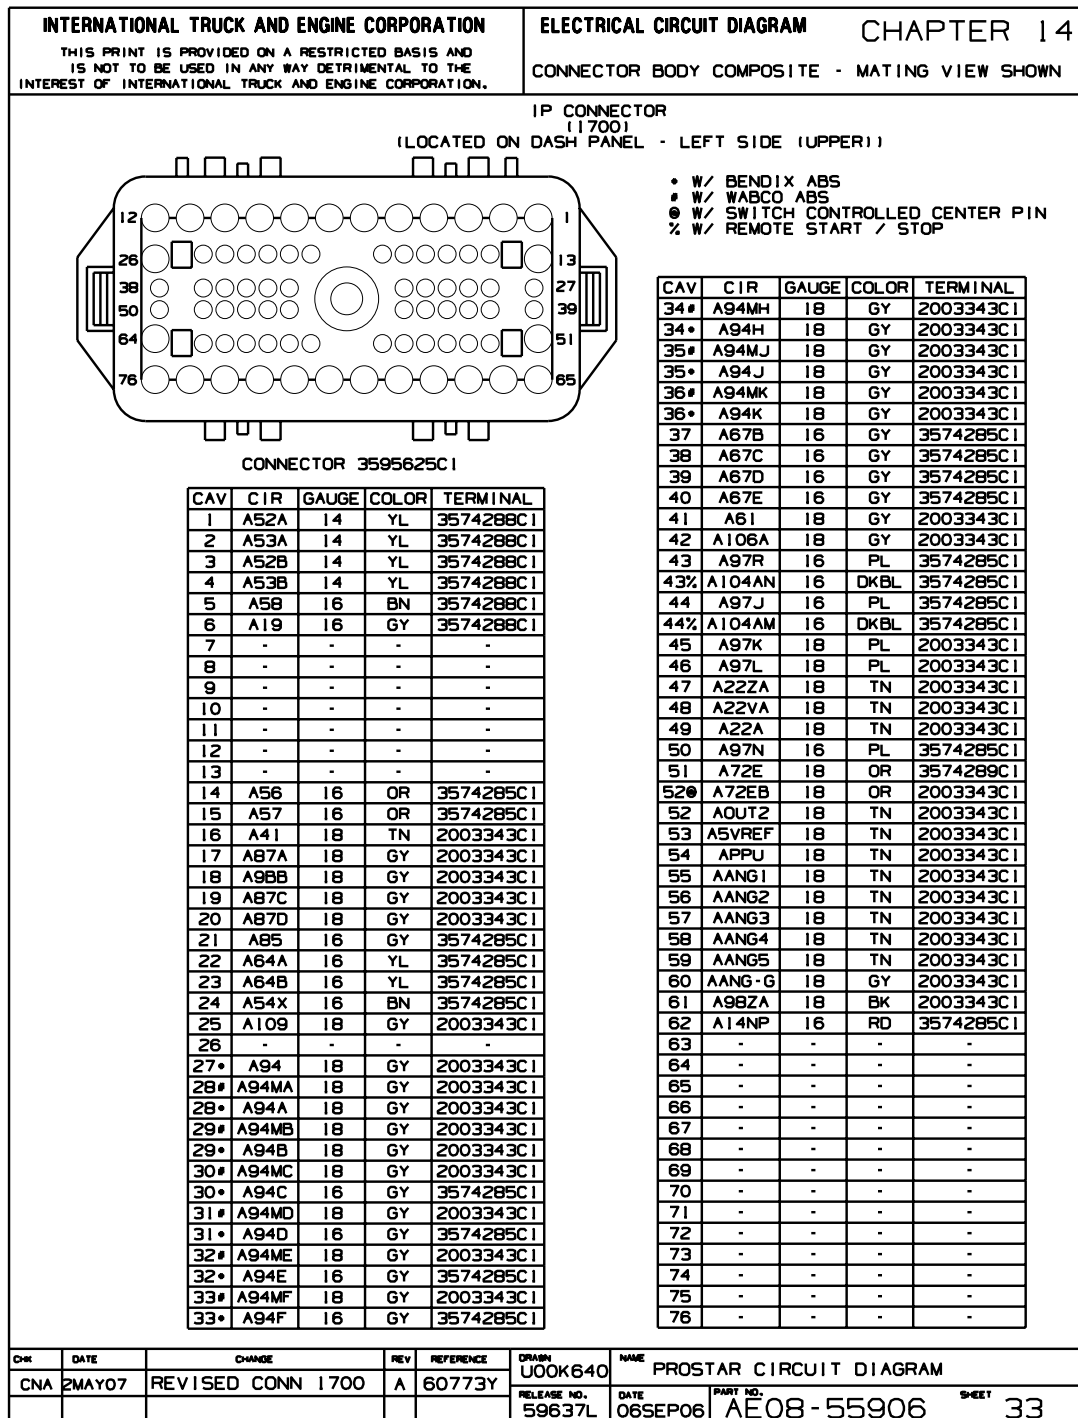 INTERNATIONAL TRUCK AND ENGINE CORPORATION
THIS PRINT IS PROVIDED ON A RESTRICTED BASIS AND
IS NOT TO BE USED IN ANY WAY DETRIMENTAL TO THE
INTEREST OF INTERNATIONAL TRUCK AND ENGINE CORPORATION.
ELECTRICAL CIRCUIT DIAGRAM CHAPTER 14
CONNECTOR BODY COMPOSITE - MATING VIEW SHOWN
IP CONNECTOR
(1700)
(LOCATED ON DASH PANEL - LEFT SIDE (UPPER))
• W/ BENDIX ABS
# W/ WABCO ABS
@ W/ SWITCH CONTROLLED CENTER PIN
% W/ REMOTE START / STOP
12 1
26 13
38 27
50 39
64 51
76 65
CONNECTOR 3595625C1
CAV CIR GAUGE COLOR TERMINAL
1 A52A 14 YL 3574288C1
2 A53A 14 YL 3574288C1
3 A52B 14 YL 3574288C1
4 A53B 14 YL 3574288C1
5 A58 16 BN 3574288C1
6 A19 16 GY 3574288C1
7 - - - -
8 - - - -
9 - - - -
10 - - - -
11 - - - -
12 - - - -
13 - - - -
14 A56 16 OR 3574285C1
15 A57 16 OR 3574285C1
16 A41 18 TN 2003343C1
17 A87A 18 GY 2003343C1
18 A9BB 18 GY 2003343C1
19 A87C 18 GY 2003343C1
20 A87D 18 GY 2003343C1
21 A85 16 GY 3574285C1
22 A64A 16 YL 3574285C1
23 A64B 16 YL 3574285C1
24 A54X 16 BN 3574285C1
25 A109 18 GY 2003343C1
26 - - - -
27• A94 18 GY 2003343C1
28# A94MA 18 GY 2003343C1
28• A94A 18 GY 2003343C1
29# A94MB 18 GY 2003343C1
29• A94B 18 GY 2003343C1
30# A94MC 18 GY 2003343C1
30• A94C 16 GY 3574285C1
31# A94MD 18 GY 2003343C1
31• A94D 16 GY 3574285C1
32# A94ME 18 GY 2003343C1
32• A94E 16 GY 3574285C1
33# A94MF 18 GY 2003343C1
33• A94F 16 GY 3574285C1
CAV CIR GAUGE COLOR TERMINAL
34# A94MH 18 GY 2003343C1
34• A94H 18 GY 2003343C1
35# A94MJ 18 GY 2003343C1
35• A94J 18 GY 2003343C1
36# A94MK 18 GY 2003343C1
36• A94K 18 GY 2003343C1
37 A67B 16 GY 3574285C1
38 A67C 16 GY 3574285C1
39 A67D 16 GY 3574285C1
40 A67E 16 GY 3574285C1
41 A61 18 GY 2003343C1
42 A106A 18 GY 2003343C1
43 A97R 16 PL 3574285C1
43% A104AN 16 DKBL 3574285C1
44 A97J 16 PL 3574285C1
44% A104AM 16 DKBL 3574285C1
45 A97K 18 PL 2003343C1
46 A97L 18 PL 2003343C1
47 A22ZA 18 TN 2003343C1
48 A22VA 18 TN 2003343C1
49 A22A 18 TN 2003343C1
50 A97N 16 PL 3574285C1
51 A72E 18 OR 3574289C1
52@ A72EB 18 OR 2003343C1
52 AOUT2 18 TN 2003343C1
53 A5VREF 18 TN 2003343C1
54 APPU 18 TN 2003343C1
55 AANG1 18 TN 2003343C1
56 AANG2 18 TN 2003343C1
57 AANG3 18 TN 2003343C1
58 AANG4 18 TN 2003343C1
59 AANG5 18 TN 2003343C1
60 AANG-G 18 GY 2003343C1
61 A98ZA 18 BK 2003343C1
62 A14NP 16 RD 3574285C1
63 - - - -
64 - - - -
65 - - - -
66 - - - -
67 - - - -
68 - - - -
69 - - - -
70 - - - -
71 - - - -
72 - - - -
73 - - - -
74 - - - -
75 - - - -
76 - - - -
CHK DATE CHANGE REV REFERENCE
CNA 2MAY07 REVISED CONN 1700 A 60773Y
DRAWN U00K640 NAME PROSTAR CIRCUIT DIAGRAM
RELEASE NO. 59637L DATE 06SEP06 PART NO. AE08-55906 SHEET 33